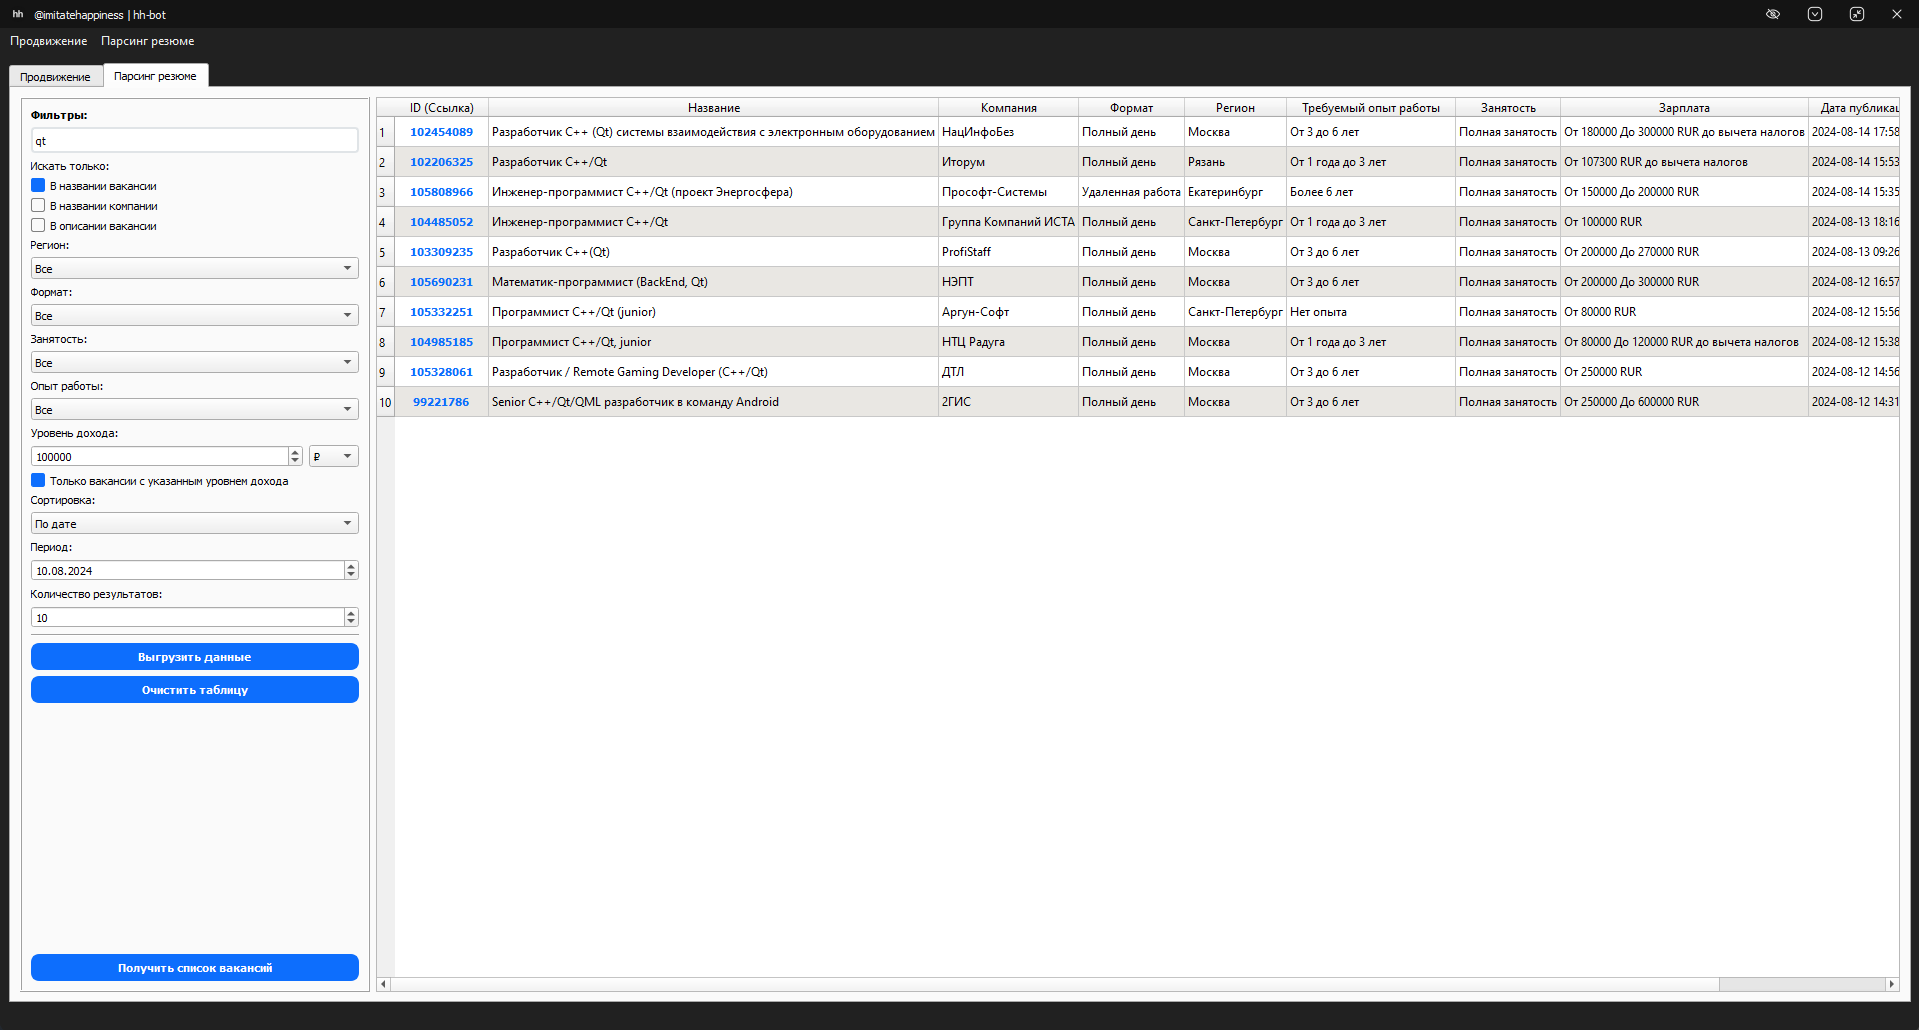 hh @imitatehappiness | hh-bot
Продвижение Парсинг резюме
Продвижение Парсинг резюме
Фильтры:
qt
Искать только:
В названии вакансии
В названии компании
В описании вакансии
Регион:
Все
Формат:
Все
Занятость:
Все
Опыт работы:
Все
Уровень дохода:
100000 ₽
Только вакансии с указанным уровнем дохода
Сортировка:
По дате
Период:
10.08.2024
Количество результатов:
10
Выгрузить данные
Очистить таблицу
Получить список вакансий
ID (Ссылка) Название Компания Формат Регион Требуемый опыт работы Занятость Зарплата Дата публикац
1 102454089 Разработчик C++ (Qt) системы взаимодействия с электронным оборудованием НацИнфоБез Полный день Москва От 3 до 6 лет Полная занятость От 180000 До 300000 RUR до вычета налогов 2024-08-14 17:58
2 102206325 Разработчик C++/Qt Иторум Полный день Рязань От 1 года до 3 лет Полная занятость От 107300 RUR до вычета налогов 2024-08-14 15:53
3 105808966 Инженер-программист C++/Qt (проект Энергосфера) Прософт-Системы Удаленная работа Екатеринбург Более 6 лет Полная занятость От 150000 До 200000 RUR 2024-08-14 15:35
4 104485052 Инженер-программист C++/Qt Группа Компаний ИСТА Полный день Санкт-Петербург От 1 года до 3 лет Полная занятость От 100000 RUR 2024-08-13 18:16
5 103309235 Разработчик C++(Qt) ProfiStaff Полный день Москва От 3 до 6 лет Полная занятость От 200000 До 270000 RUR 2024-08-13 09:26
6 105690231 Математик-программист (BackEnd, Qt) НЭПТ Полный день Москва От 3 до 6 лет Полная занятость От 200000 До 300000 RUR 2024-08-12 16:57
7 105332251 Программист C++/Qt (junior) Аргун-Софт Полный день Санкт-Петербург Нет опыта Полная занятость От 80000 RUR 2024-08-12 15:56
8 104985185 Программист C++/Qt, junior НТЦ Радуга Полный день Москва От 1 года до 3 лет Полная занятость От 80000 До 120000 RUR до вычета налогов 2024-08-12 15:38
9 105328061 Разработчик / Remote Gaming Developer (C++/Qt) ДТЛ Полный день Москва От 3 до 6 лет Полная занятость От 250000 RUR 2024-08-12 14:56
10 99221786 Senior C++/Qt/QML разработчик в команду Android 2ГИС Полный день Москва От 3 до 6 лет Полная занятость От 250000 До 600000 RUR 2024-08-12 14:31